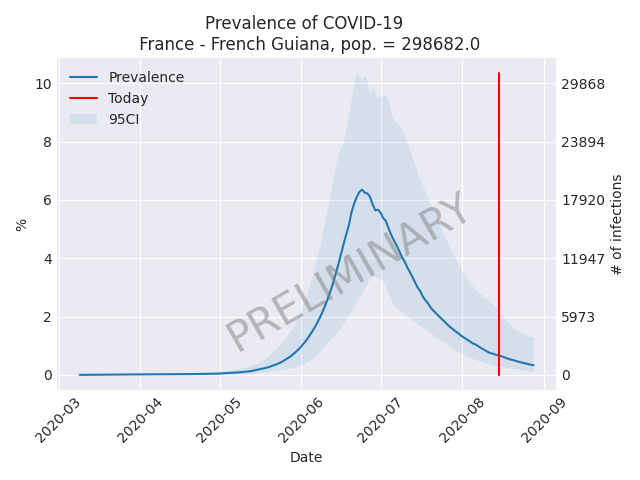 Prevalence of COVID-19
France - French Guiana, pop. = 298682.0
Prevalence
Today
95CI
10
8
6
4
2
0
%
29868
23894
17920
11947
5973
0
# of infections
PRELIMINARY
2020-03
2020-04
2020-05
2020-06
2020-07
2020-08
2020-09
Date